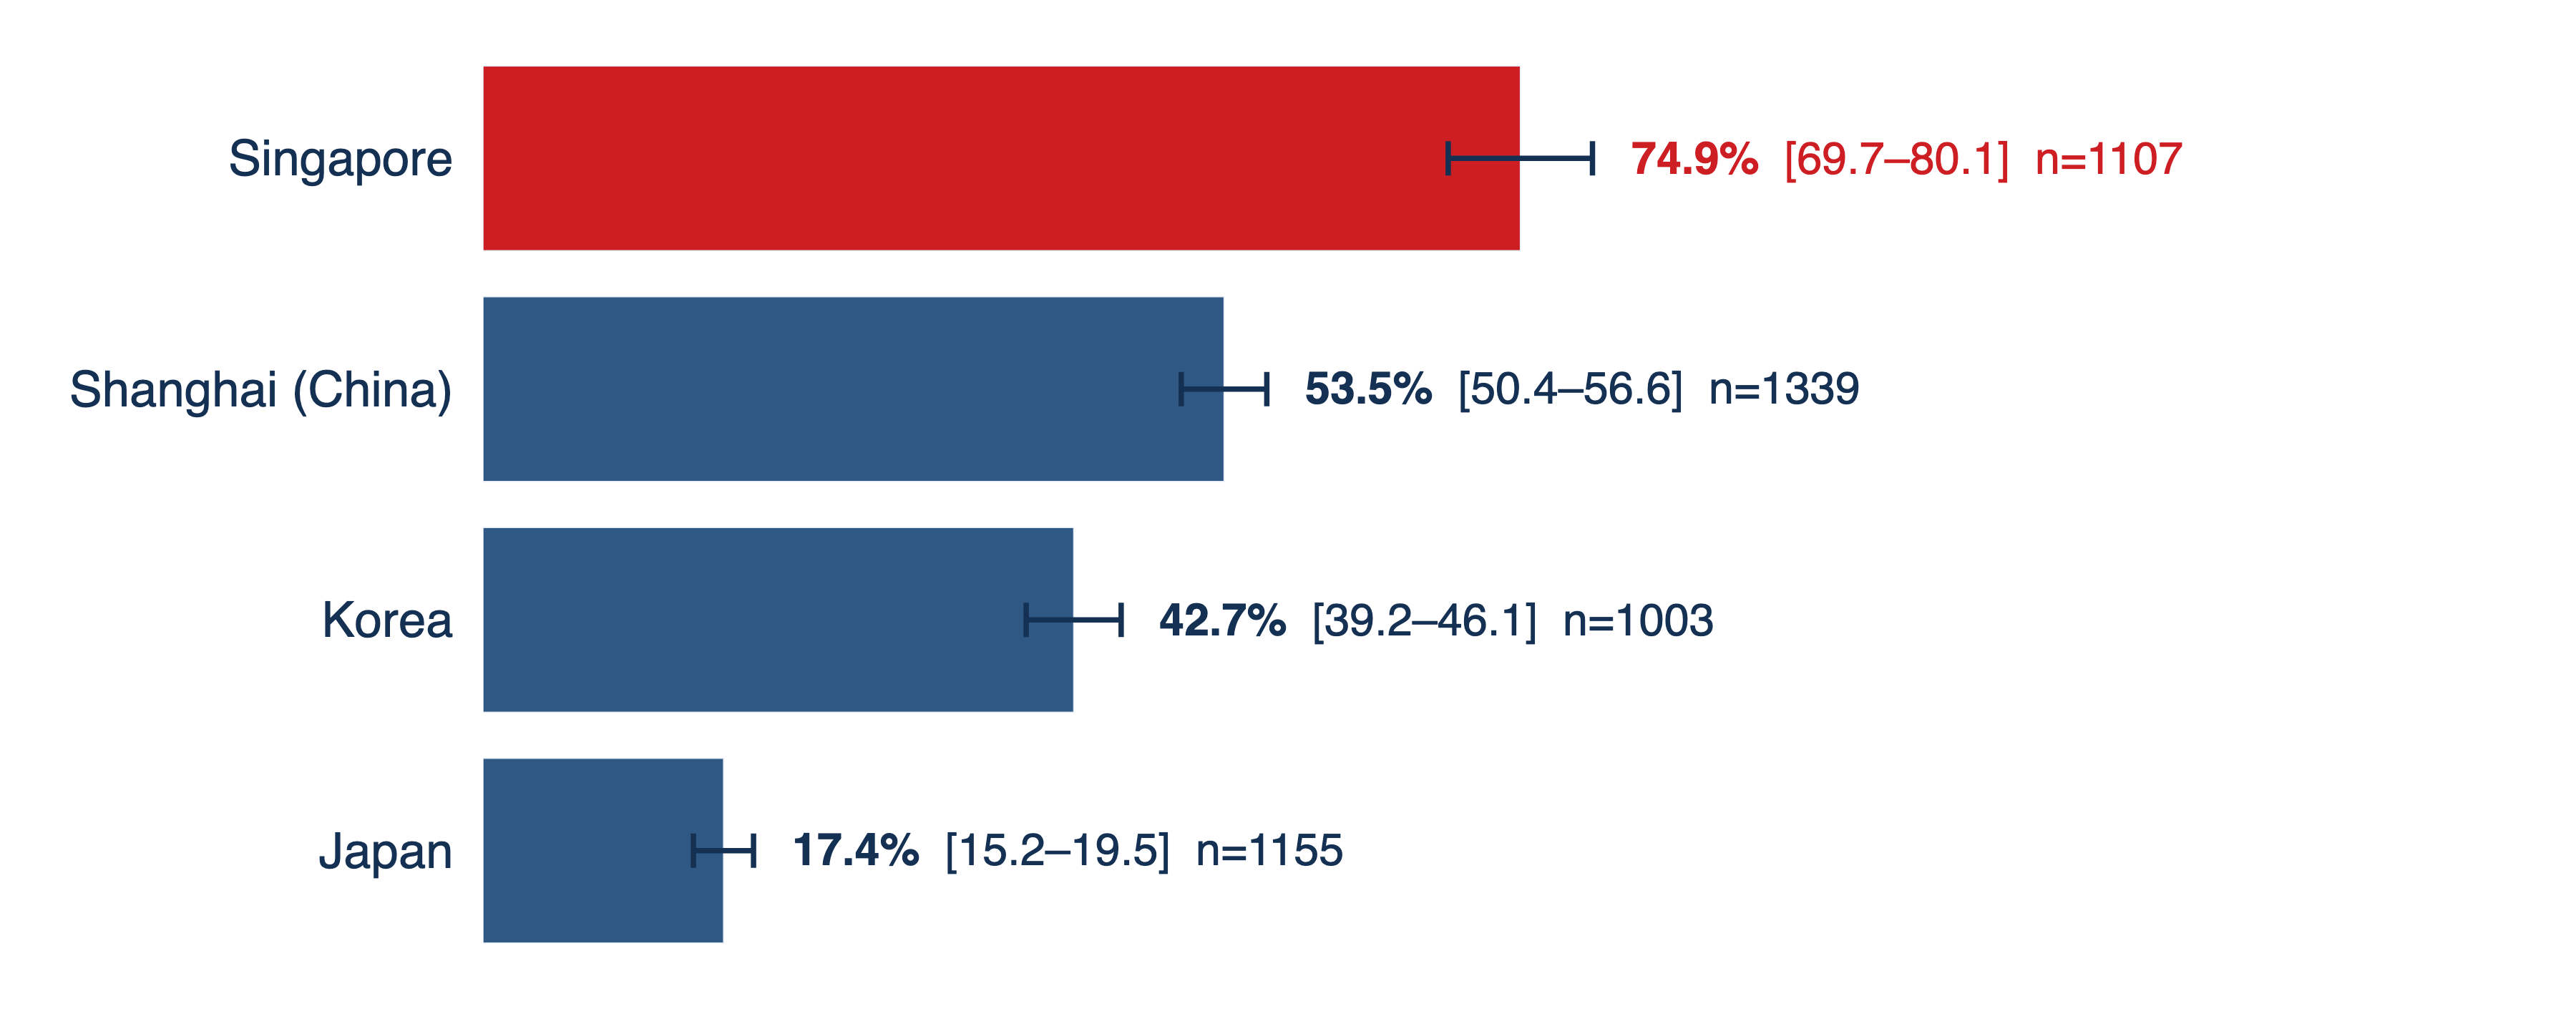 Singapore 74.9% [69.7–80.1] n=1107
Shanghai (China) 53.5% [50.4–56.6] n=1339
Korea 42.7% [39.2–46.1] n=1003
Japan 17.4% [15.2–19.5] n=1155